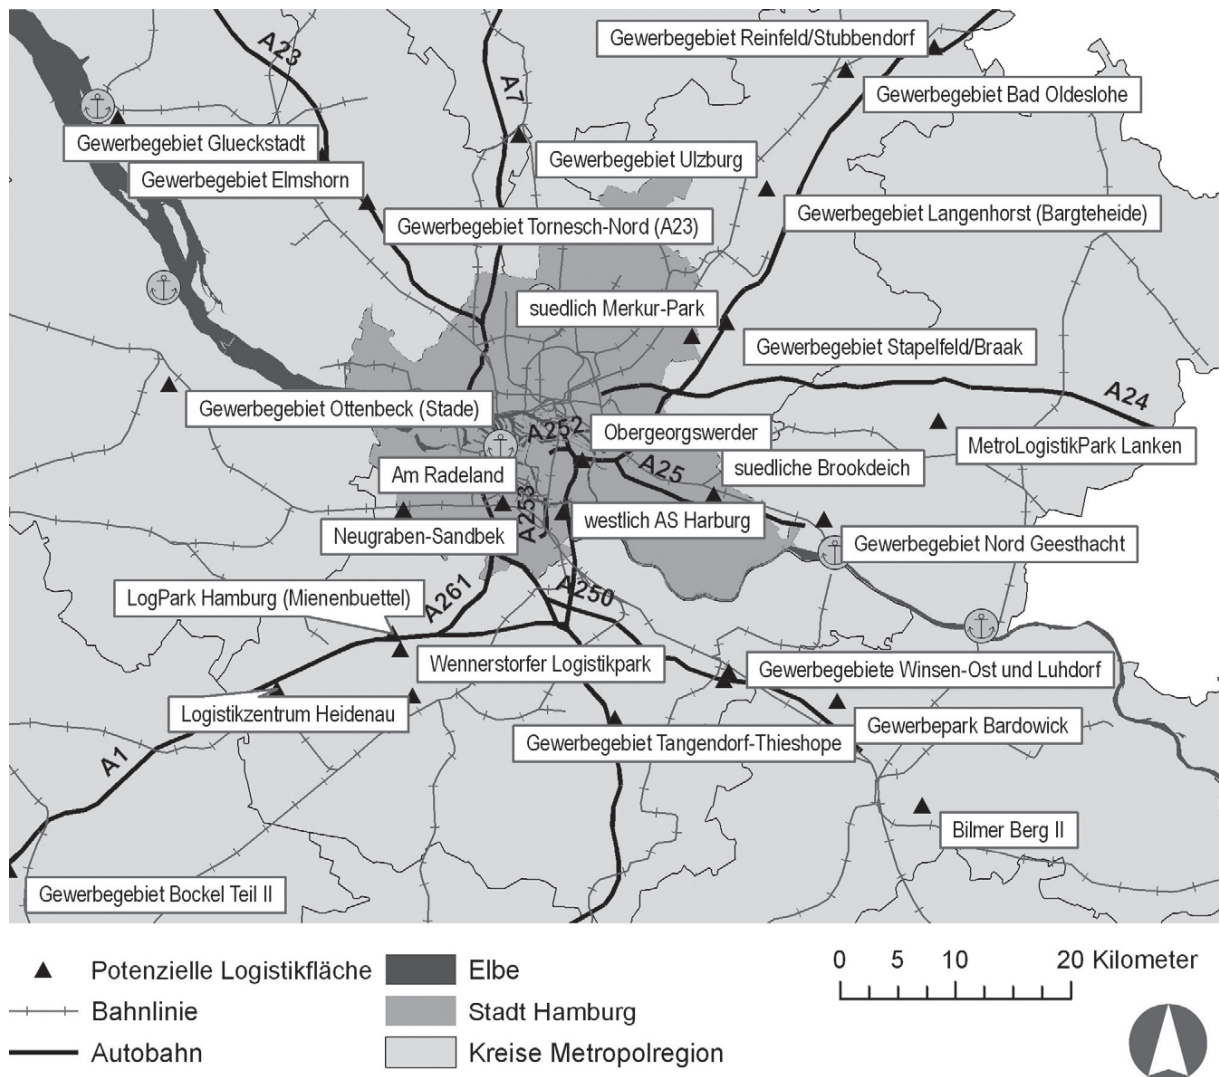 A23
A7
Gewerbegebiet Reinfeld/Stubbendorf
Gewerbegebiet Bad Oldeslohe
Gewerbegebiet Glueckstadt
Gewerbegebiet Ulzburg
Gewerbegebiet Elmshorn
Gewerbegebiet Langenhorst (Bargteheide)
Gewerbegebiet Tornesch-Nord (A23)
suedlich Merkur-Park
Gewerbegebiet Stapelfeld/Braak
A24
Gewerbegebiet Ottenbeck (Stade)
A252
Obergeorgswerder
MetroLogistikPark Lanken
Am Radeland
A25
suedliche Brookdeich
A253
westlich AS Harburg
Neugraben-Sandbek
Gewerbegebiet Nord Geesthacht
LogPark Hamburg (Mienenbuettel)
A261
A250
Wennerstorfer Logistikpark
Gewerbegebiete Winsen-Ost und Luhdorf
Logistikzentrum Heidenau
Gewerbepark Bardowick
Gewerbegebiet Tangendorf-Thieshope
A1
Bilmer Berg II
Gewerbegebiet Bockel Teil II
Potenzielle Logistikfläche
Bahnlinie
Autobahn
Elbe
Stadt Hamburg
Kreise Metropolregion
0 5 10 20 Kilometer